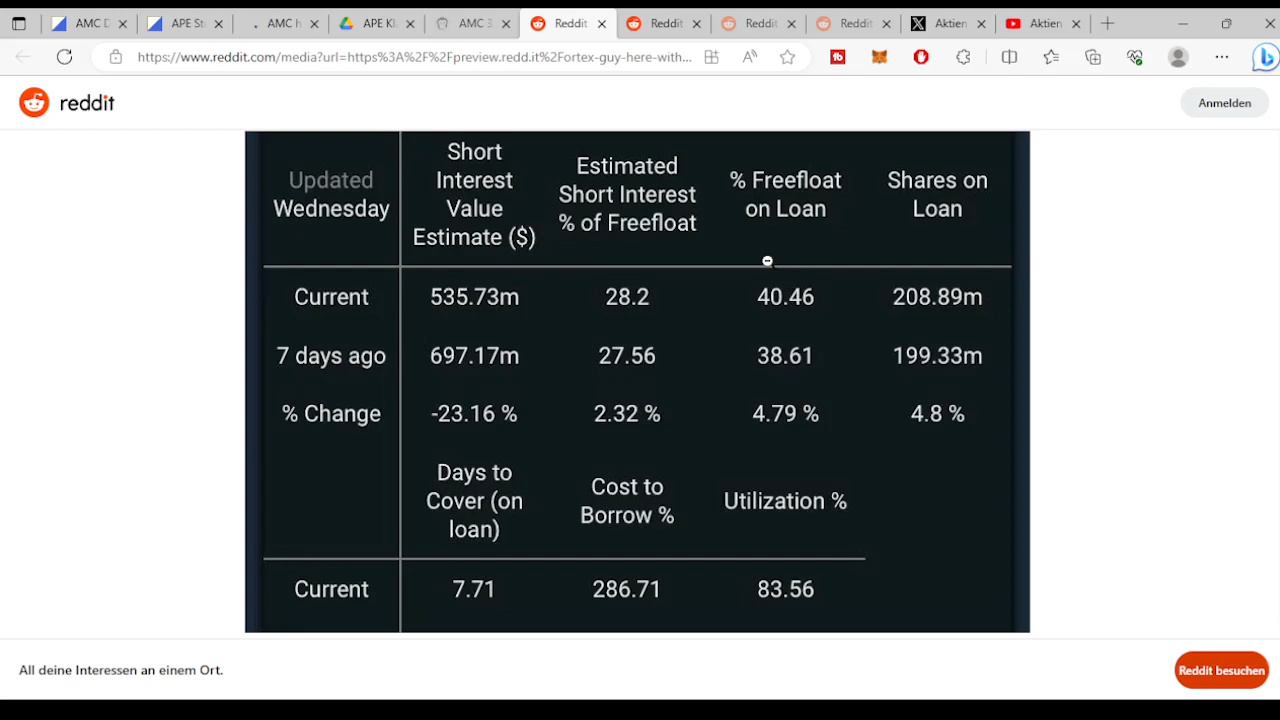 AMC D
APE St
AMC h
APE Kl
AMC 3
Reddit
Reddit
Reddit
Reddit
Aktien
Aktien
https://www.reddit.com/media?url=https%3A%2F%2Fpreview.redd.it%2Fortex-guy-here-with...
reddit
Anmelden
Updated
Wednesday
Short
Interest
Value
Estimate ($)
Estimated
Short Interest
% of Freefloat
% Freefloat
on Loan
Shares on
Loan
Current 535.73m 28.2 40.46 208.89m
7 days ago 697.17m 27.56 38.61 199.33m
% Change -23.16 % 2.32 % 4.79 % 4.8 %
Days to
Cover (on
loan)
Cost to
Borrow %
Utilization %
Current 7.71 286.71 83.56
All deine Interessen an einem Ort.
Reddit besuchen